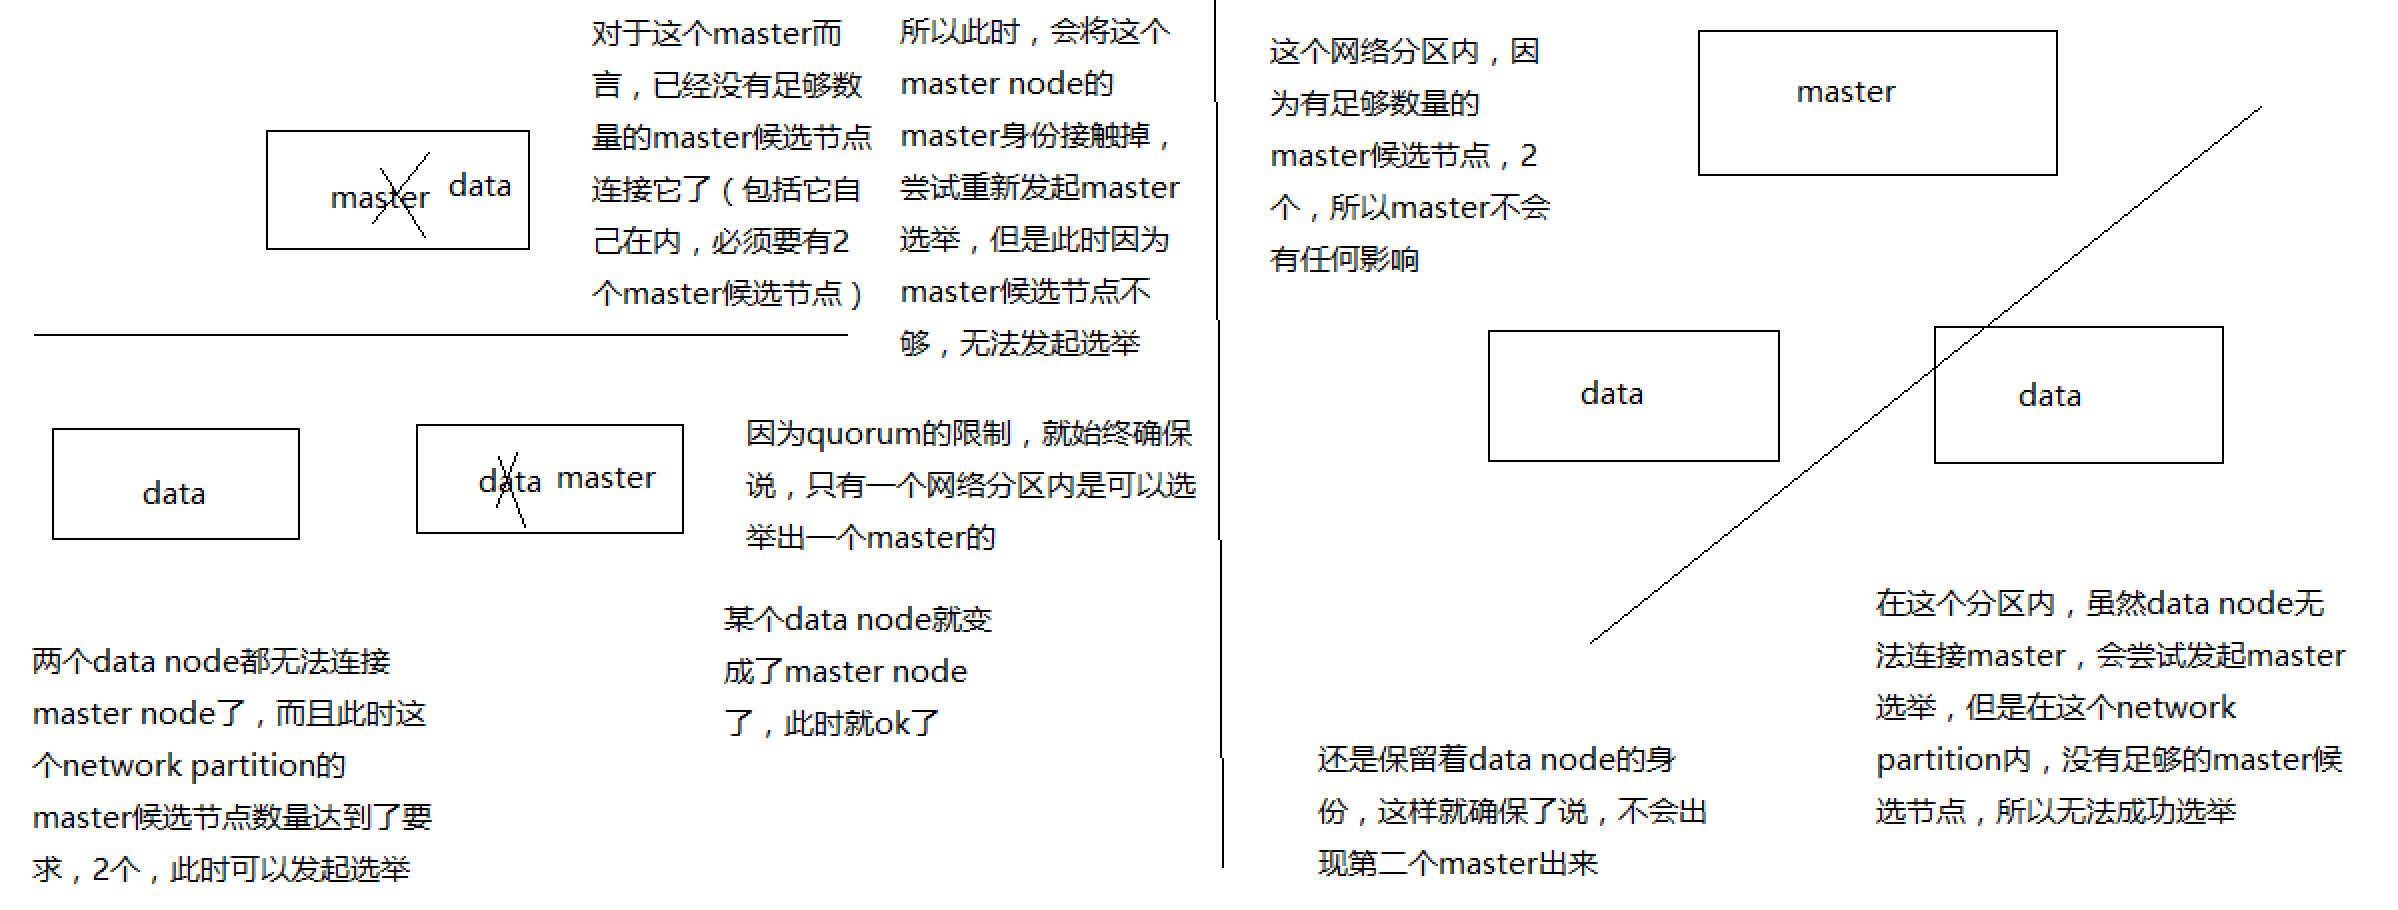 对于这个master而
言，已经没有足够数
量的master候选节点
连接它了（包括它自
己在内，必须要有2
个master候选节点）
所以此时，会将这个
master node的
master身份接触掉，
尝试重新发起master
选举，但是此时因为
master候选节点不
够，无法发起选举
master data
data
data master
因为quorum的限制，就始终确保
说，只有一个网络分区内是可以选
举出一个master的
某个data node就变
成了master node
了，此时就ok了
两个data node都无法连接
master node了，而且此时这
个network partition的
master候选节点数量达到了要
求，2个，此时可以发起选举
这个网络分区内，因
为有足够数量的
master候选节点，2
个，所以master不会
有任何影响
master
data
data
在这个分区内，虽然data node无
法连接master，会尝试发起master
选举，但是在这个network
partition内，没有足够的master候
选节点，所以无法成功选举
还是保留着data node的身
份，这样就确保了说，不会出
现第二个master出来